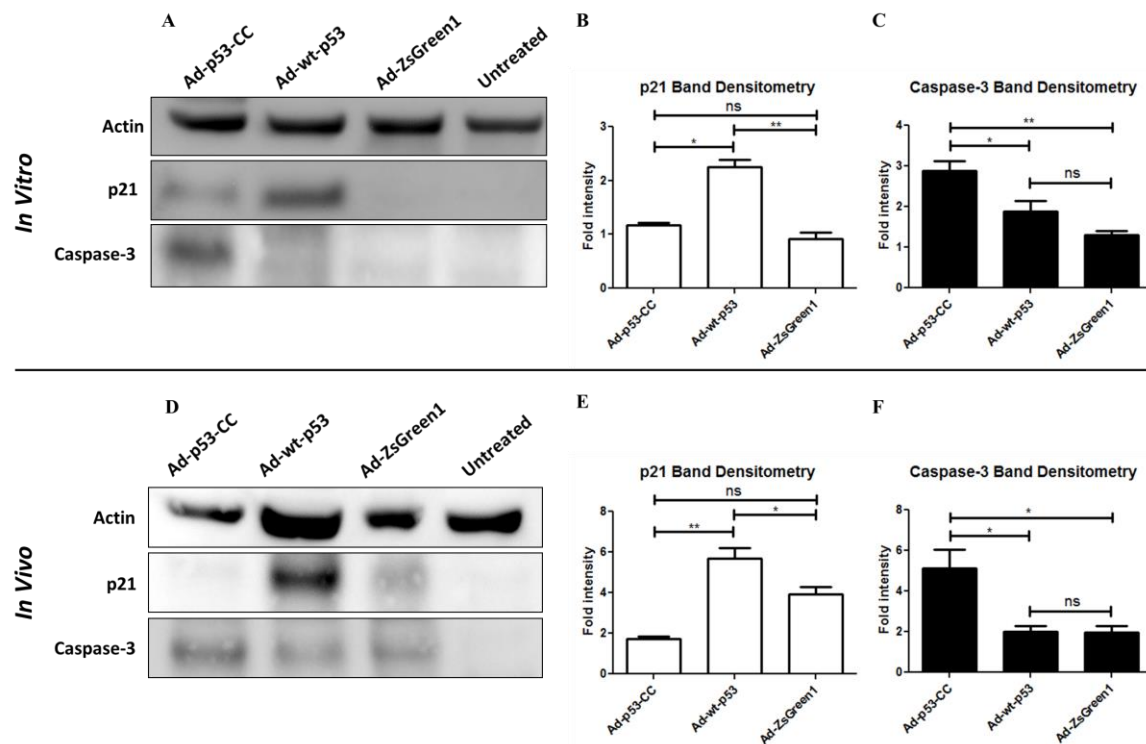 A
B
C
Ad-p53-CC
Ad-wt-p53
Ad-ZsGreen1
Untreated
In Vitro
Actin
p21
Caspase-3
p21 Band Densitometry
ns
**
*
Fold intensity
3
2
1
0
Ad-p53-CC
Ad-wt-p53
Ad-ZsGreen1
Caspase-3 Band Densitometry
**
*
ns
Fold intensity
4
3
2
1
0
Ad-p53-CC
Ad-wt-p53
Ad-ZsGreen1
D
E
F
Ad-p53-CC
Ad-wt-p53
Ad-ZsGreen1
Untreated
In Vivo
Actin
p21
Caspase-3
p21 Band Densitometry
ns
*
**
Fold intensity
8
6
4
2
0
Ad-p53-CC
Ad-wt-p53
Ad-ZsGreen1
Caspase-3 Band Densitometry
*
*
ns
Fold intensity
8
6
4
2
0
Ad-p53-CC
Ad-wt-p53
Ad-ZsGreen1